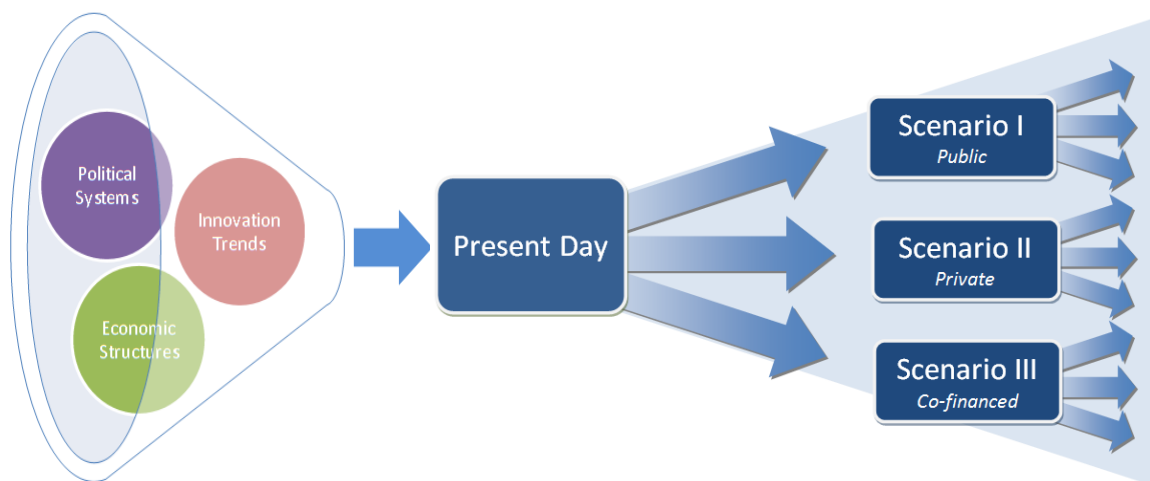 Political
Systems
Innovation
Trends
Economic
Structures
Present Day
Scenario I
Public
Scenario II
Private
Scenario III
Co-financed